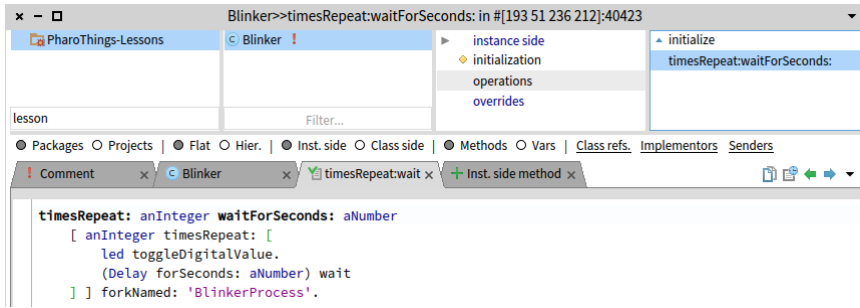 Blinker>>timesRepeat:waitForSeconds: in #[193 51 236 212]:40423
PharoThings-Lessons
lesson
C Blinker !
Filter...
instance side
initialization
operations
overrides
initialize
timesRepeat:waitForSeconds:
Packages Projects | Flat Hier. | Inst. side Class side | Methods Vars | Class refs. Implementors Senders
! Comment x C Blinker x timesRepeat:wait x + Inst. side method x
timesRepeat: anInteger waitForSeconds: aNumber
[ anInteger timesRepeat: [
led toggleDigitalValue.
(Delay forSeconds: aNumber) wait
] ] forkNamed: 'BlinkerProcess'.